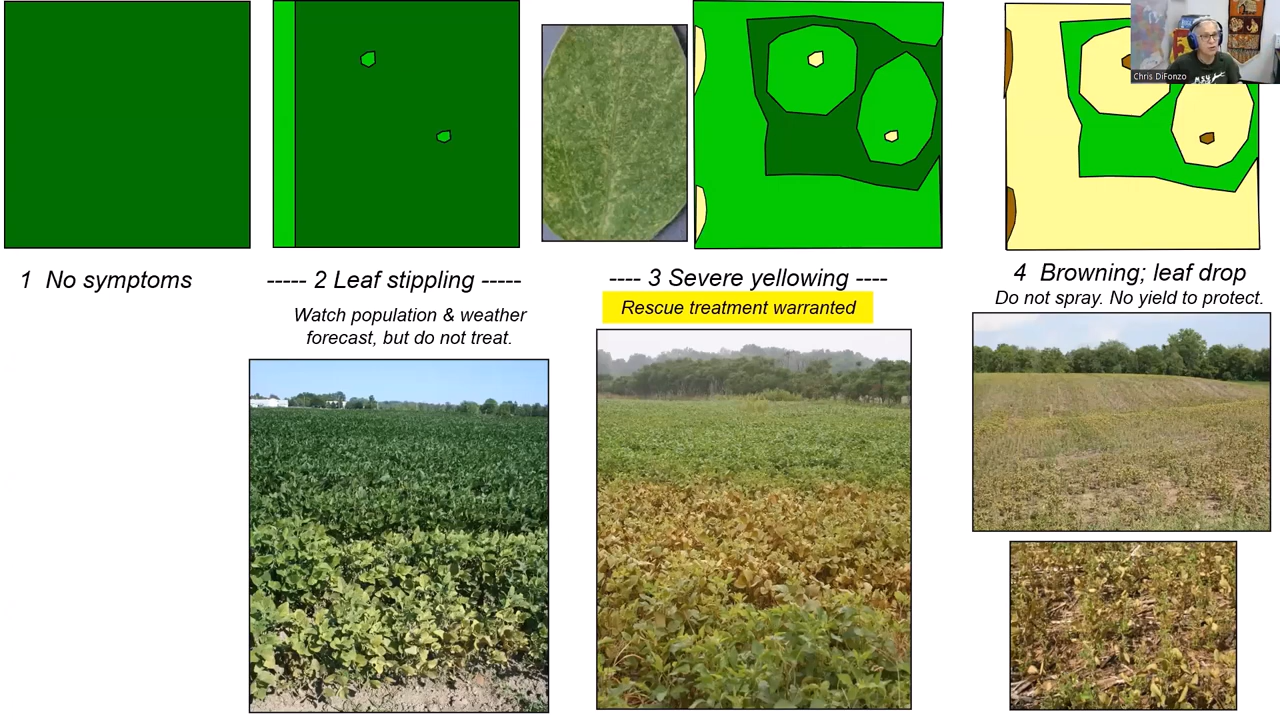 Chris DiFonzo
MSU
1 No symptoms
----- 2 Leaf stippling -----
Watch population & weather
forecast, but do not treat.
---- 3 Severe yellowing ----
Rescue treatment warranted
4 Browning; leaf drop
Do not spray. No yield to protect.